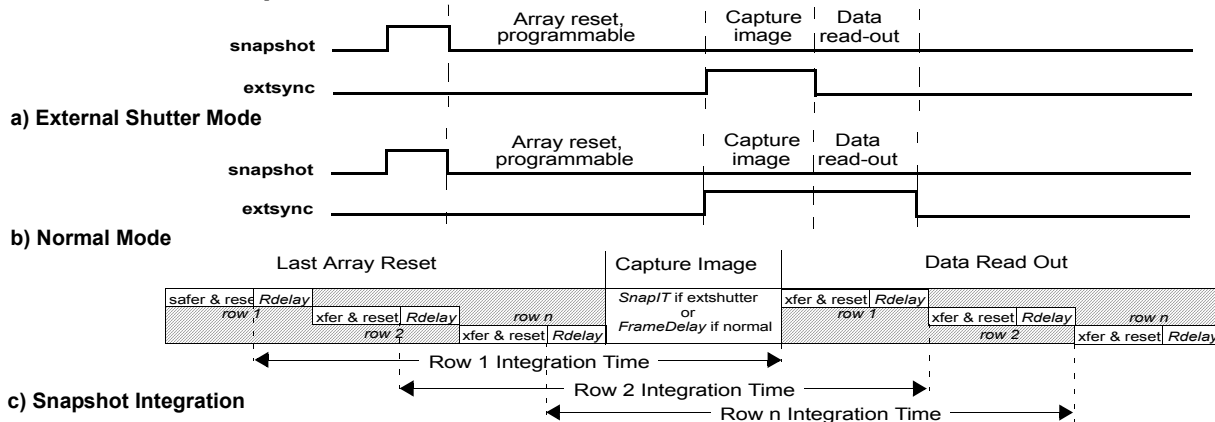 Array reset,
programmable
Capture
image
Data
read-out
snapshot
extsync
a) External Shutter Mode
Array reset,
programmable
Capture
image
Data
read-out
snapshot
extsync
b) Normal Mode
Last Array Reset
Capture Image
Data Read Out
safer & rese Rdelay
row 1
xfer & reset Rdelay
row 2
row n
xfer & reset Rdelay
SnapIT if extshutter
or
FrameDelay if normal
xfer & reset Rdelay
row 1
xfer & reset Rdelay
row 2
row n
xfer & reset Rdelay
Row 1 Integration Time
Row 2 Integration Time
Row n Integration Time
c) Snapshot Integration